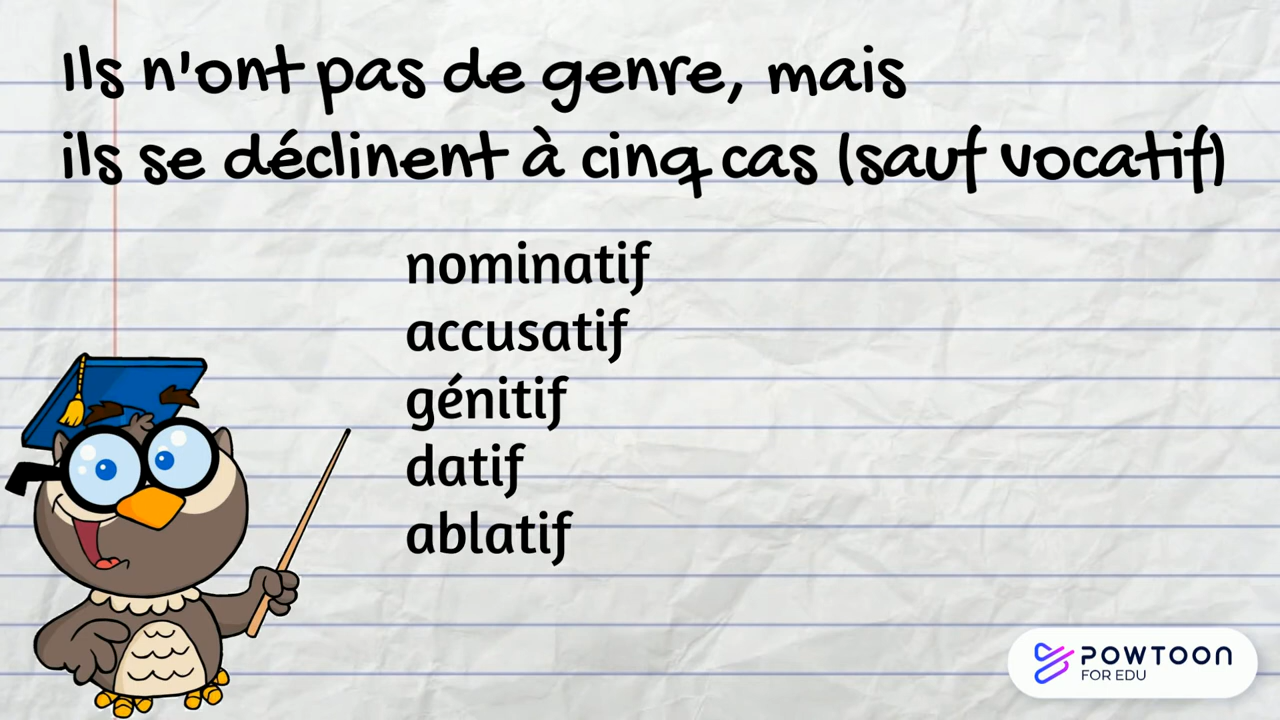 Ils n'ont pas de genre, mais
ils se déclinent à cinq cas (sauf vocatif)
nominatif
accusatif
génitif
datif
ablatif
POWTOON
FOR EDU